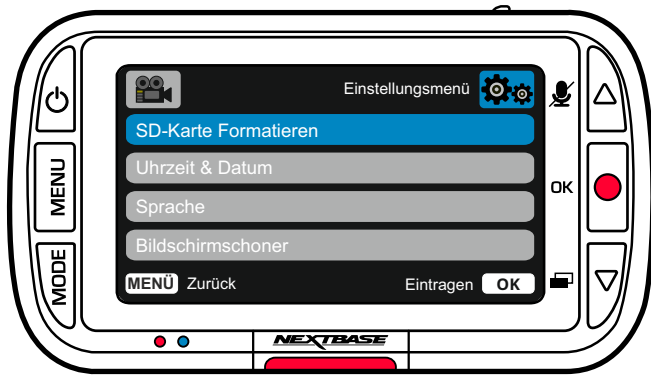 Einstellungsmenü
SD-Karte Formatieren
Uhrzeit & Datum
Sprache
Bildschirmschoner
MENÜ Zurück
Eintragen OK
MENU
MODE
OK
NEXTBASE